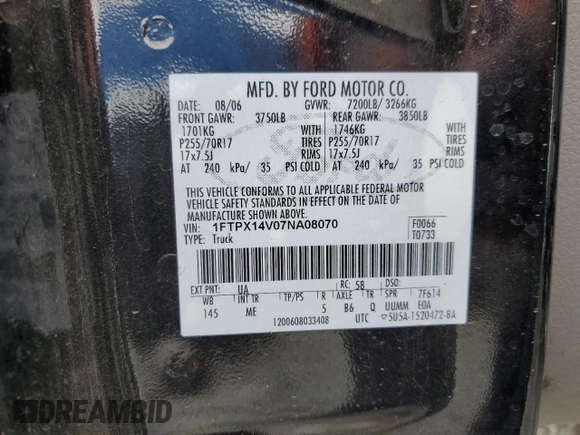 MFD. BY FORD MOTOR CO.
DATE: 08/06 GVWR: 7200LB/ 3266KG
FRONT GAWR: 3750LB REAR GAWR: 3850LB
1701KG WITH 1746KG WITH
P255/70R17 TIRES P255/70R17 TIRES
17x7.5J RIMS 17x7.5J RIMS
AT 240 kPa/ 35 PSI COLD AT 240 kPa/ 35 PSI COLD
THIS VEHICLE CONFORMS TO ALL APPLICABLE FEDERAL MOTOR
VEHICLE SAFETY STANDARDS IN EFFECT ON THE DATE OF
MANUFACTURE SHOWN ABOVE.
VIN: 1FTPX14V07NA08070 F0066
TYPE: Truck T0733
EXT PNT: UA RC: 5B DSO:
WB INT TR TP/PS R AXLE TR SPR 7F614
145 ME 5 B6 Q UUMM E0A
1200608033408 UTC ▽5U5A-1520472-BA
DREAMBID